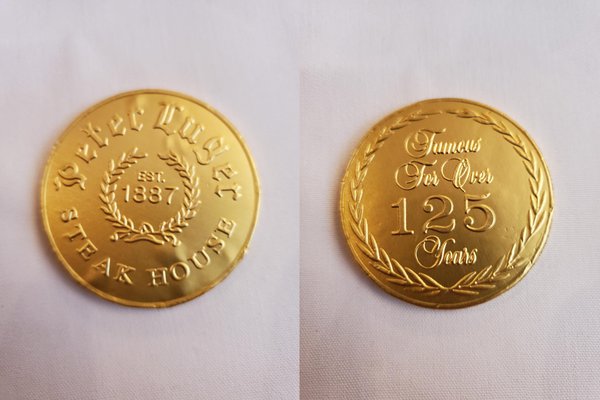 Peter Luger
EST.
1887
STEAK HOUSE
Famous
For Over
125
Years